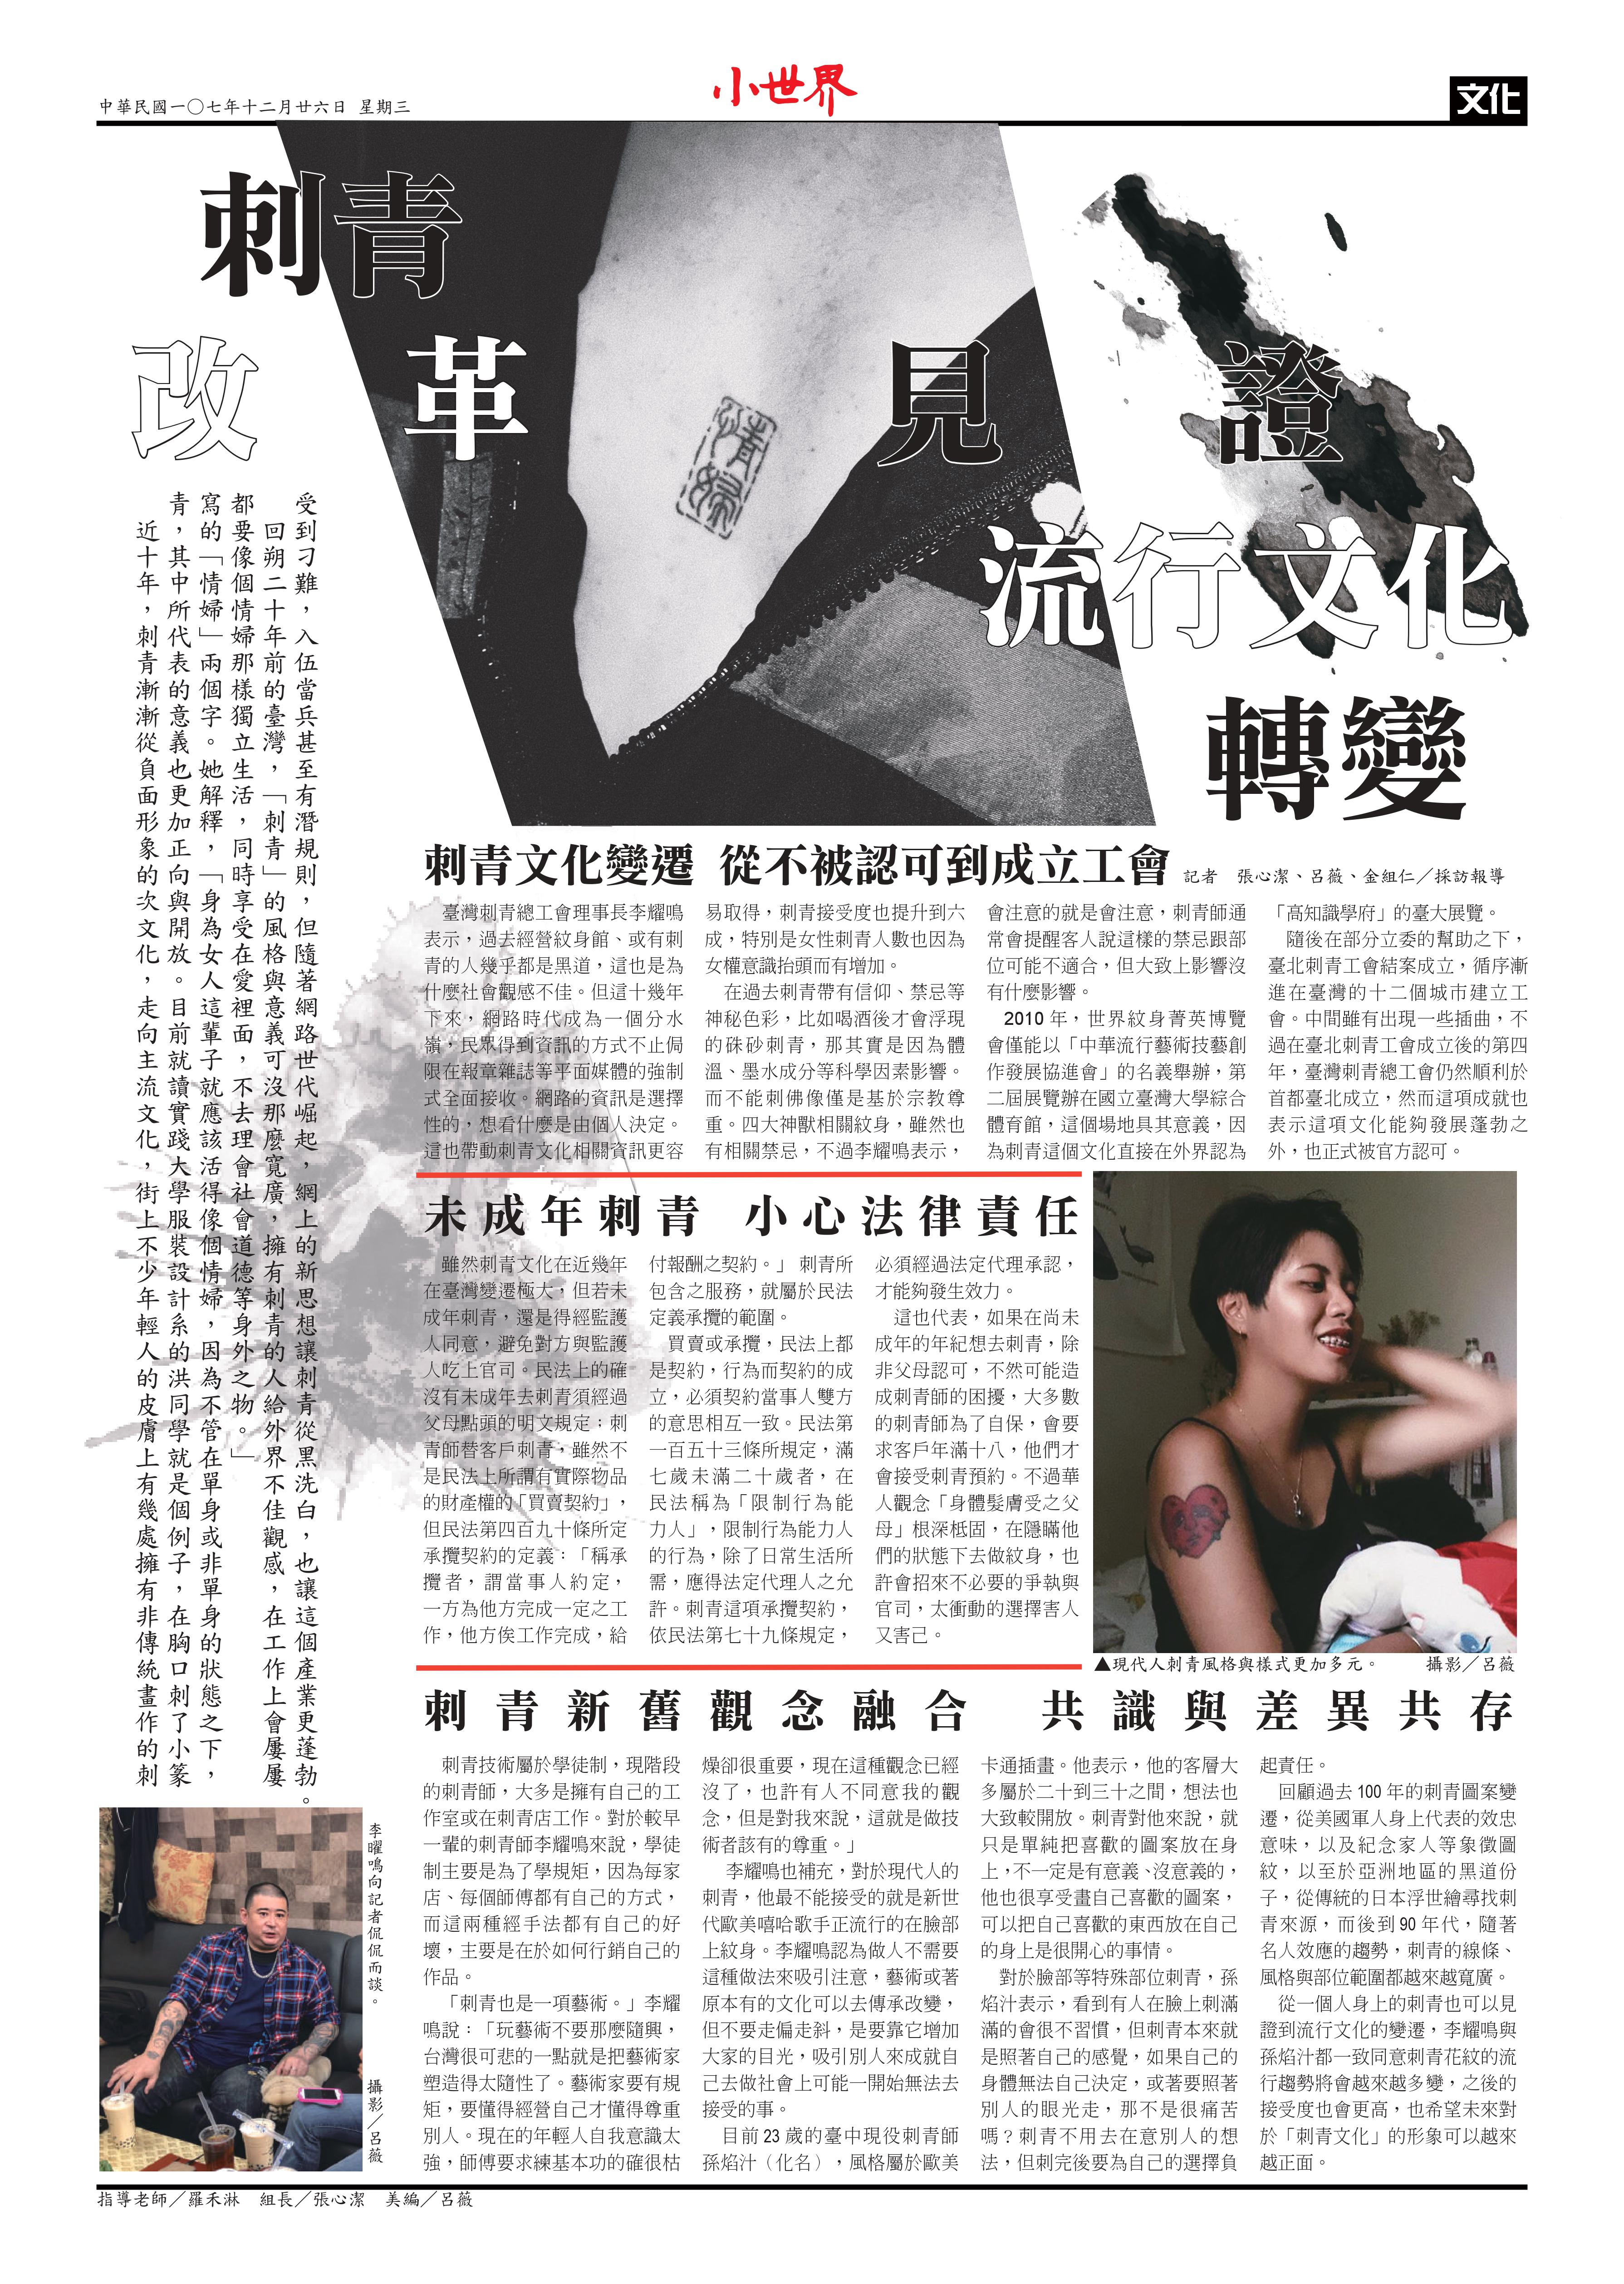 中華民國一〇七年十二月廿六日 星期三
小世界
文化
刺青
改革見證
流行文化
轉變
近十年，刺青漸漸從負面形象的次文化，走向主流文化，街上不少年輕人的皮膚上有幾處擁有非傳統畫作的刺
青，其中所代表的意義也更加正向與開放。目前就讀實踐大學服裝設計系的洪同學就是個例子，在胸口刺了小篆
寫的「情婦」兩個字。她解釋，「身為女人這輩子就應該活得像個情婦，因為不管在單身或非單身的狀態之下，
都要像個情婦那樣獨立生活，同時享受在愛裡面，不去理會社會道德等身外之物。」
回朔二十年前的臺灣，「刺青」的風格與意義可沒那麼寬廣，擁有刺青的人給外界不佳觀感，在工作上會屢屢
受到刁難，入伍當兵甚至有潛規則，但隨著網路世代崛起，網上的新思想讓刺青從黑洗白，也讓這個產業更蓬勃。
刺青文化變遷 從不被認可到成立工會
記者 張心潔、呂薇、金組仁／採訪報導
臺灣刺青總工會理事長李耀鳴
表示，過去經營紋身館、或有刺
青的人幾乎都是黑道，這也是為
什麼社會觀感不佳。但這十幾年
下來，網路時代成為一個分水
嶺，民眾得到資訊的方式不止侷
限在報章雜誌等平面媒體的強制
式全面接收。網路的資訊是選擇
性的，想看什麼是由個人決定。
這也帶動刺青文化相關資訊更容
易取得，刺青接受度也提升到六
成，特別是女性刺青人數也因為
女權意識抬頭而有增加。
在過去刺青帶有信仰、禁忌等
神秘色彩，比如喝酒後才會浮現
的硃砂刺青，那其實是因為體
溫、墨水成分等科學因素影響。
而不能刺佛像僅是基於宗教尊
重。四大神獸相關紋身，雖然也
有相關禁忌，不過李耀鳴表示，
會注意的就是會注意，刺青師通
常會提醒客人說這樣的禁忌跟部
位可能不適合，但大致上影響沒
有什麼影響。
2010 年，世界紋身菁英博覽
會僅能以「中華流行藝術技藝創
作發展協進會」的名義舉辦，第
二屆展覽辦在國立臺灣大學綜合
體育館，這個場地具其意義，因
為刺青這個文化直接在外界認為
「高知識學府」的臺大展覽。
隨後在部分立委的幫助之下，
臺北刺青工會結案成立，循序漸
進在臺灣的十二個城市建立工
會。中間雖有出現一些插曲，不
過在臺北刺青工會成立後的第四
年，臺灣刺青總工會仍然順利於
首都臺北成立，然而這項成就也
表示這項文化能夠發展蓬勃之
外，也正式被官方認可。
未成年刺青 小心法律責任
雖然刺青文化在近幾年
在臺灣變遷極大，但若未
成年刺青，還是得經監護
人同意，避免對方與監護
人吃上官司。民法上的確
沒有未成年去刺青須經過
父母點頭的明文規定；刺
青師替客戶刺青，雖然不
是民法上所謂有實際物品
的財產權的「買賣契約」，
但民法第四百九十條所定
承攬契約的定義：「稱承
攬者，謂當事人約定，
一方為他方完成一定之工
作，他方俟工作完成，給
付報酬之契約。」 刺青所
包含之服務，就屬於民法
定義承攬的範圍。
買賣或承攬，民法上都
是契約，行為而契約的成
立，必須契約當事人雙方
的意思相互一致。民法第
一百五十三條所規定，滿
七歲未滿二十歲者，在
民法稱為「限制行為能
力人」，限制行為能力人
的行為，除了日常生活所
需，應得法定代理人之允
許。刺青這項承攬契約，
依民法第七十九條規定，
必須經過法定代理承認，
才能夠發生效力。
這也代表，如果在尚未
成年的年紀想去刺青，除
非父母認可，不然可能造
成刺青師的困擾，大多數
的刺青師為了自保，會要
求客戶年滿十八，他們才
會接受刺青預約。不過華
人觀念「身體髮膚受之父
母」根深柢固，在隱瞞他
們的狀態下去做紋身，也
許會招來不必要的爭執與
官司，太衝動的選擇害人
又害己。
▲現代人刺青風格與樣式更加多元。 攝影／呂薇
刺青新舊觀念融合 共識與差異共存
刺青技術屬於學徒制，現階段
的刺青師，大多是擁有自己的工
作室或在刺青店工作。對於較早
一輩的刺青師李耀鳴來說，學徒
制主要是為了學規矩，因為每家
店、每個師傅都有自己的方式，
而這兩種經手法都有自己的好
壞，主要是在於如何行銷自己的
作品。
「刺青也是一項藝術。」李耀
鳴說：「玩藝術不要那麼隨興，
台灣很可悲的一點就是把藝術家
塑造得太隨性了。藝術家要有規
矩，要懂得經營自己才懂得尊重
別人。現在的年輕人自我意識太
強，師傅要求練基本功的確很枯
燥卻很重要，現在這種觀念已經
沒了，也許有人不同意我的觀
念，但是對我來說，這就是做技
術者該有的尊重。」
李耀鳴也補充，對於現代人的
刺青，他最不能接受的就是新世
代歐美嘻哈歌手正流行的在臉部
上紋身。李耀鳴認為做人不需要
這種做法來吸引注意，藝術或著
原本有的文化可以去傳承改變，
但不要走偏走斜，是要靠它增加
大家的目光，吸引別人來成就自
己去做社會上可能一開始無法去
接受的事。
目前 23 歲的臺中現役刺青師
孫焰汁（化名），風格屬於歐美
卡通插畫。他表示，他的客層大
多屬於二十到三十之間，想法也
大致較開放。刺青對他來說，就
只是單純把喜歡的圖案放在身
上，不一定是有意義、沒意義的，
他也很享受畫自己喜歡的圖案，
可以把自己喜歡的東西放在自己
的身上是很開心的事情。
對於臉部等特殊部位刺青，孫
焰汁表示，看到有人在臉上刺滿
滿的會很不習慣，但刺青本來就
是照著自己的感覺，如果自己的
身體無法自己決定，或著要照著
別人的眼光走，那不是很痛苦
嗎？刺青不用去在意別人的想
法，但刺完後要為自己的選擇負
起責任。
回顧過去 100 年的刺青圖案變
遷，從美國軍人身上代表的效忠
意味，以及紀念家人等象徵圖
紋，以至於亞洲地區的黑道份
子，從傳統的日本浮世繪尋找刺
青來源，而後到 90 年代，隨著
名人效應的趨勢，刺青的線條、
風格與部位範圍都越來越寬廣。
從一個人身上的刺青也可以見
證到流行文化的變遷，李耀鳴與
孫焰汁都一致同意刺青花紋的流
行趨勢將會越來越多變，之後的
接受度也會更高，也希望未來對
於「刺青文化」的形象可以越來
越正面。
李曜鳴向記者侃侃而談。 攝影／呂薇
指導老師／羅禾淋 組長／張心潔 美編／呂薇